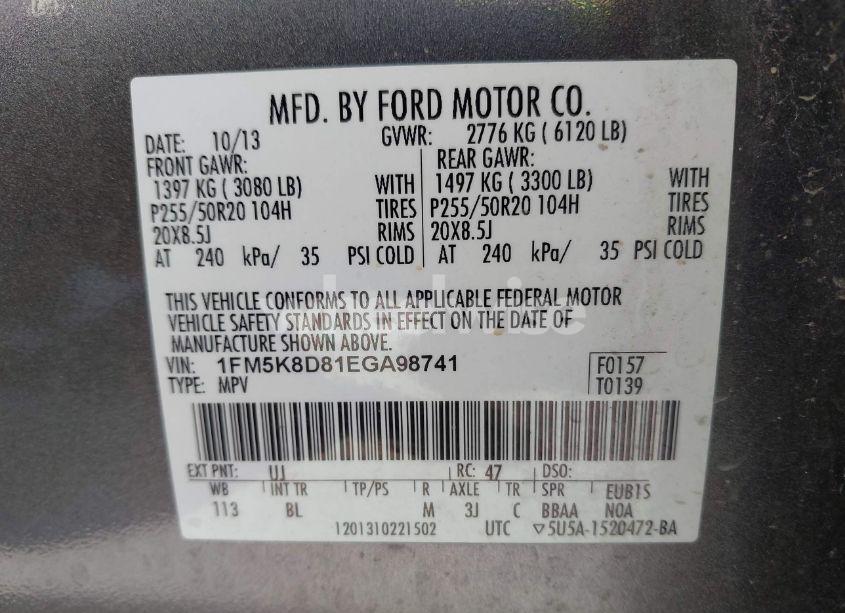 MFD. BY FORD MOTOR CO.
DATE: 10/13 GVWR: 2776 KG ( 6120 LB)
FRONT GAWR: REAR GAWR:
1397 KG ( 3080 LB) WITH 1497 KG ( 3300 LB) WITH
P255/50R20 104H TIRES P255/50R20 104H TIRES
20X8.5J RIMS 20X8.5J RIMS
AT 240 kPa/ 35 PSI COLD AT 240 kPa/ 35 PSI COLD
THIS VEHICLE CONFORMS TO ALL APPLICABLE FEDERAL MOTOR
VEHICLE SAFETY STANDARDS IN EFFECT ON THE DATE OF
MANUFACTURE SHOWN ABOVE.
VIN: 1FM5K8D81EGA98741 F0157
TYPE: MPV T0139
EXT PNT: UJ RC: 47 DSO:
WB INT TR TP/PS R AXLE TR SPR EUB1S
113 BL M 3J C BBAA NOA
1201310221502 UTC ▽5U5A-1520472-BA